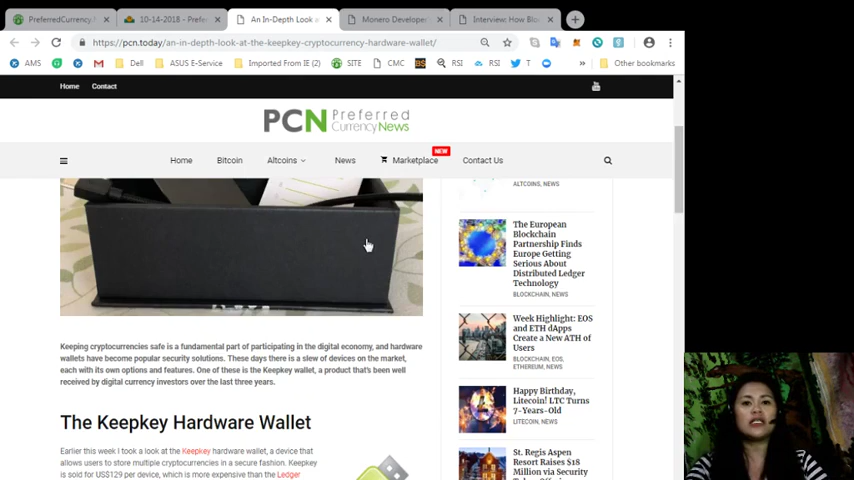 PreferredCurrency.N
10-14-2018 - Prefer
An In-Depth Look
Monero Developer'
Interview: How Blo
https://pcn.today/an-in-depth-look-at-the-keepkey-cryptocurrency-hardware-wallet/
AMS
Dell
ASUS E-Service
Imported From IE (2)
SITE
CMC
RSI
RSI
T
Other bookmarks
Home
Contact
PCN Preferred
Currency News
NEW
Home
Bitcoin
Altcoins
News
Marketplace
Contact Us
ALTCOINS, NEWS
The European
Blockchain
Partnership Finds
Europe Getting
Serious About
Distributed Ledger
Technology
BLOCKCHAIN, NEWS
Keeping currencies safe is a fundamental part of participating in the digital economy, and hardware
wallets have become popular security solutions. These days there is a slew of devices on the market,
each with its own options and features. One of these is the Keepkey wallet, a product that's been well
received by digital currency investors over the last three years.
Week Highlight: EOS
and ETH dApps
Create a New ATH of
Users
BLOCKCHAIN, EOS,
ETHEREUM, NEWS
The Keepkey Hardware Wallet
Happy Birthday,
Litecoin! LTC Turns
7-Years-Old
LITECOIN, NEWS
Earlier this week I took a look at the Keepkey hardware wallet, a device that
allows users to store multiple cryptocurrencies in a secure fashion. Keepkey
is sold for US$129 per device, which is more expensive than the Ledger
St. Regis Aspen
Resort Raises $18
Million via Security